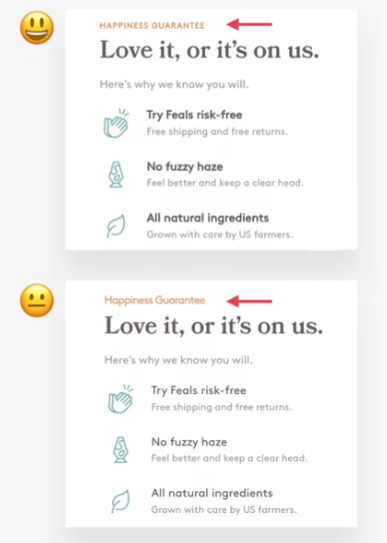 HAPPINESS GUARANTEE
Love it, or it's on us.
Here's why we know you will.
Try Feals risk-free
Free shipping and free returns.
No fuzzy haze
Feel better and keep a clear head.
All natural ingredients
Grown with care by US farmers.
Happiness Guarantee
Love it, or it's on us.
Here's why we know you will.
Try Feals risk-free
Free shipping and free returns.
No fuzzy haze
Feel better and keep a clear head.
All natural ingredients
Grown with care by US farmers.